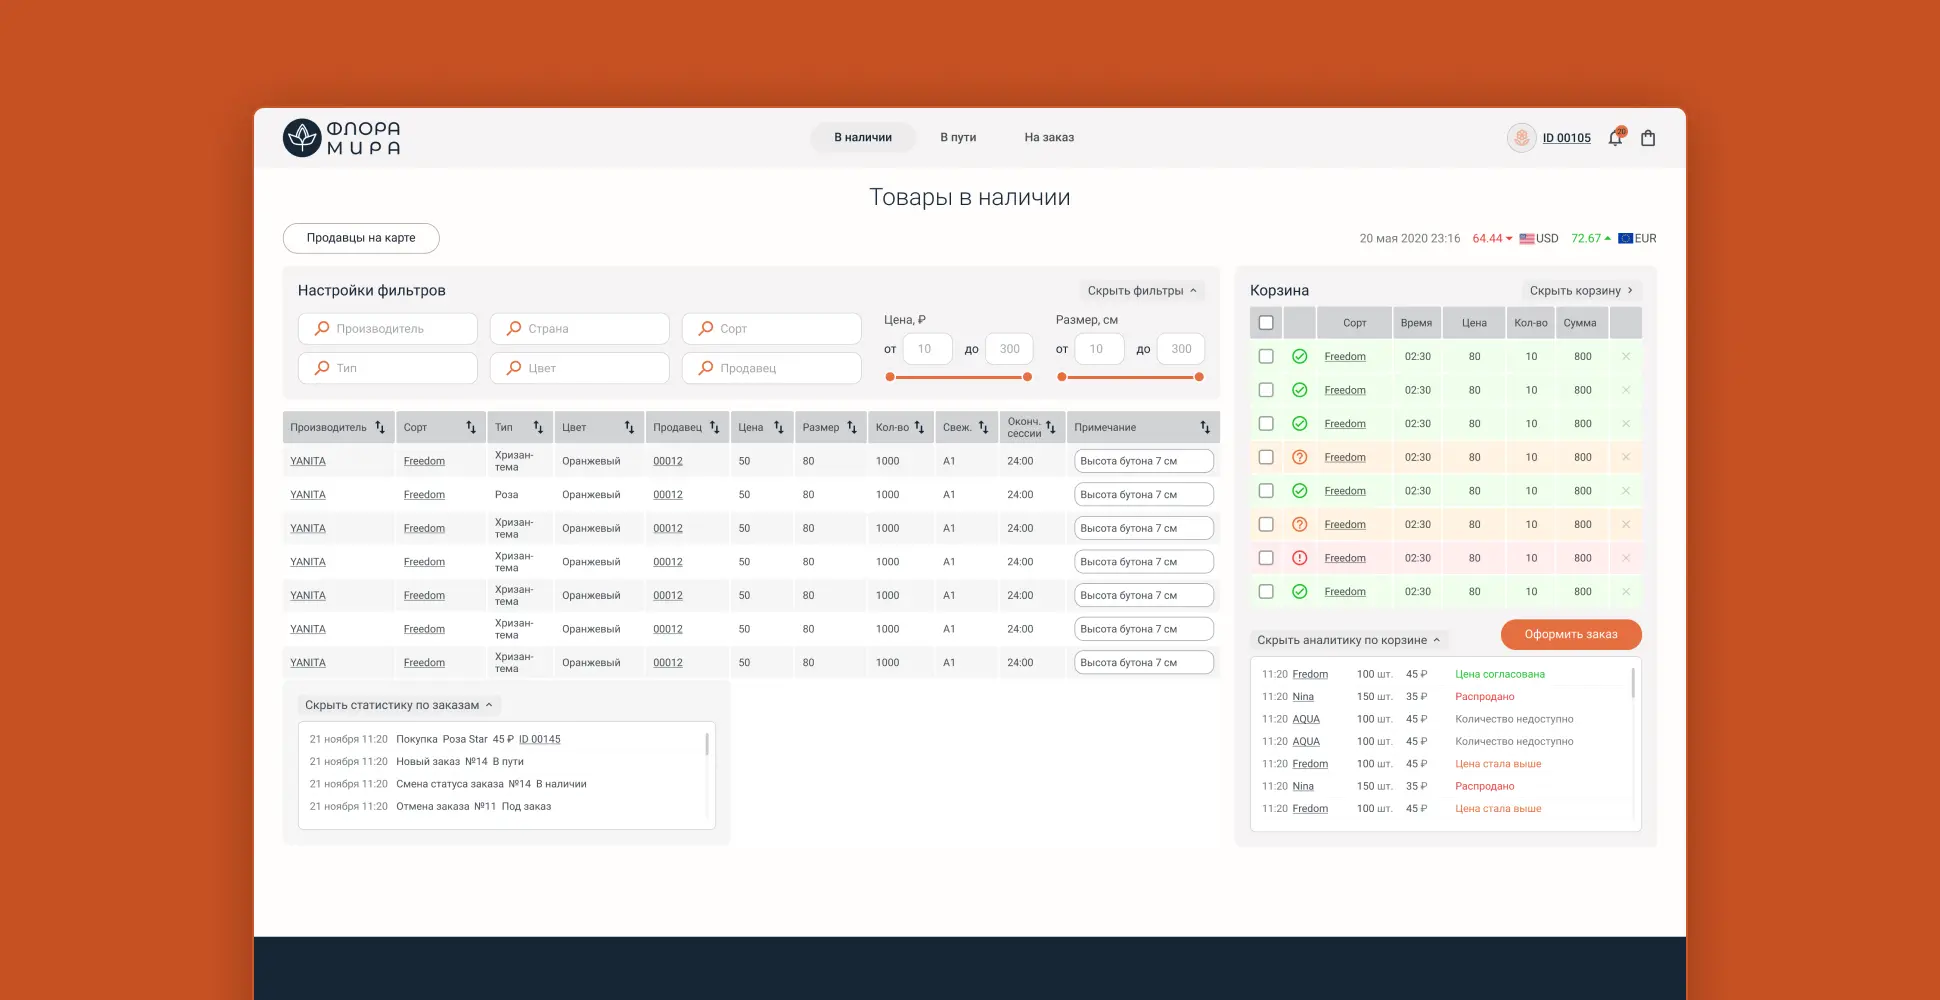 ФЛОРА
МИРА
В наличии
В пути
На заказ
ID 00105
20
Товары в наличии
Продавцы на карте
20 мая 2020 23:16 64.44 USD 72.67 EUR
Настройки фильтров
Скрыть фильтры
Производитель
Страна
Сорт
Тип
Цвет
Продавец
Цена, ₽
от 10 до 300
Размер, см
от 10 до 300
Производитель Сорт Тип Цвет Продавец Цена Размер Кол-во Свеж. Оконч. сессии Примечание
YANITA Freedom Хризан-тема Оранжевый 00012 50 80 1000 A1 24:00 Высота бутона 7 см
YANITA Freedom Роза Оранжевый 00012 50 80 1000 A1 24:00 Высота бутона 7 см
YANITA Freedom Хризан-тема Оранжевый 00012 50 80 1000 A1 24:00 Высота бутона 7 см
YANITA Freedom Хризан-тема Оранжевый 00012 50 80 1000 A1 24:00 Высота бутона 7 см
YANITA Freedom Хризан-тема Оранжевый 00012 50 80 1000 A1 24:00 Высота бутона 7 см
YANITA Freedom Хризан-тема Оранжевый 00012 50 80 1000 A1 24:00 Высота бутона 7 см
YANITA Freedom Хризан-тема Оранжевый 00012 50 80 1000 A1 24:00 Высота бутона 7 см
Скрыть статистику по заказам
21 ноября 11:20 Покупка Роза Star 45 ₽ ID 00145
21 ноября 11:20 Новый заказ №14 В пути
21 ноября 11:20 Смена статуса заказа №14 В наличии
21 ноября 11:20 Отмена заказа №11 Под заказ
Корзина
Скрыть корзину
Сорт Время Цена Кол-во Сумма
Freedom 02:30 80 10 800
Freedom 02:30 80 10 800
Freedom 02:30 80 10 800
Freedom 02:30 80 10 800
Freedom 02:30 80 10 800
Freedom 02:30 80 10 800
Freedom 02:30 80 10 800
Freedom 02:30 80 10 800
Скрыть аналитику по корзине
Оформить заказ
11:20 Fredom 100 шт. 45 ₽ Цена согласована
11:20 Nina 150 шт. 35 ₽ Распродано
11:20 AQUA 100 шт. 45 ₽ Количество недоступно
11:20 AQUA 100 шт. 45 ₽ Количество недоступно
11:20 Fredom 100 шт. 45 ₽ Цена стала выше
11:20 Nina 150 шт. 35 ₽ Распродано
11:20 Fredom 100 шт. 45 ₽ Цена стала выше